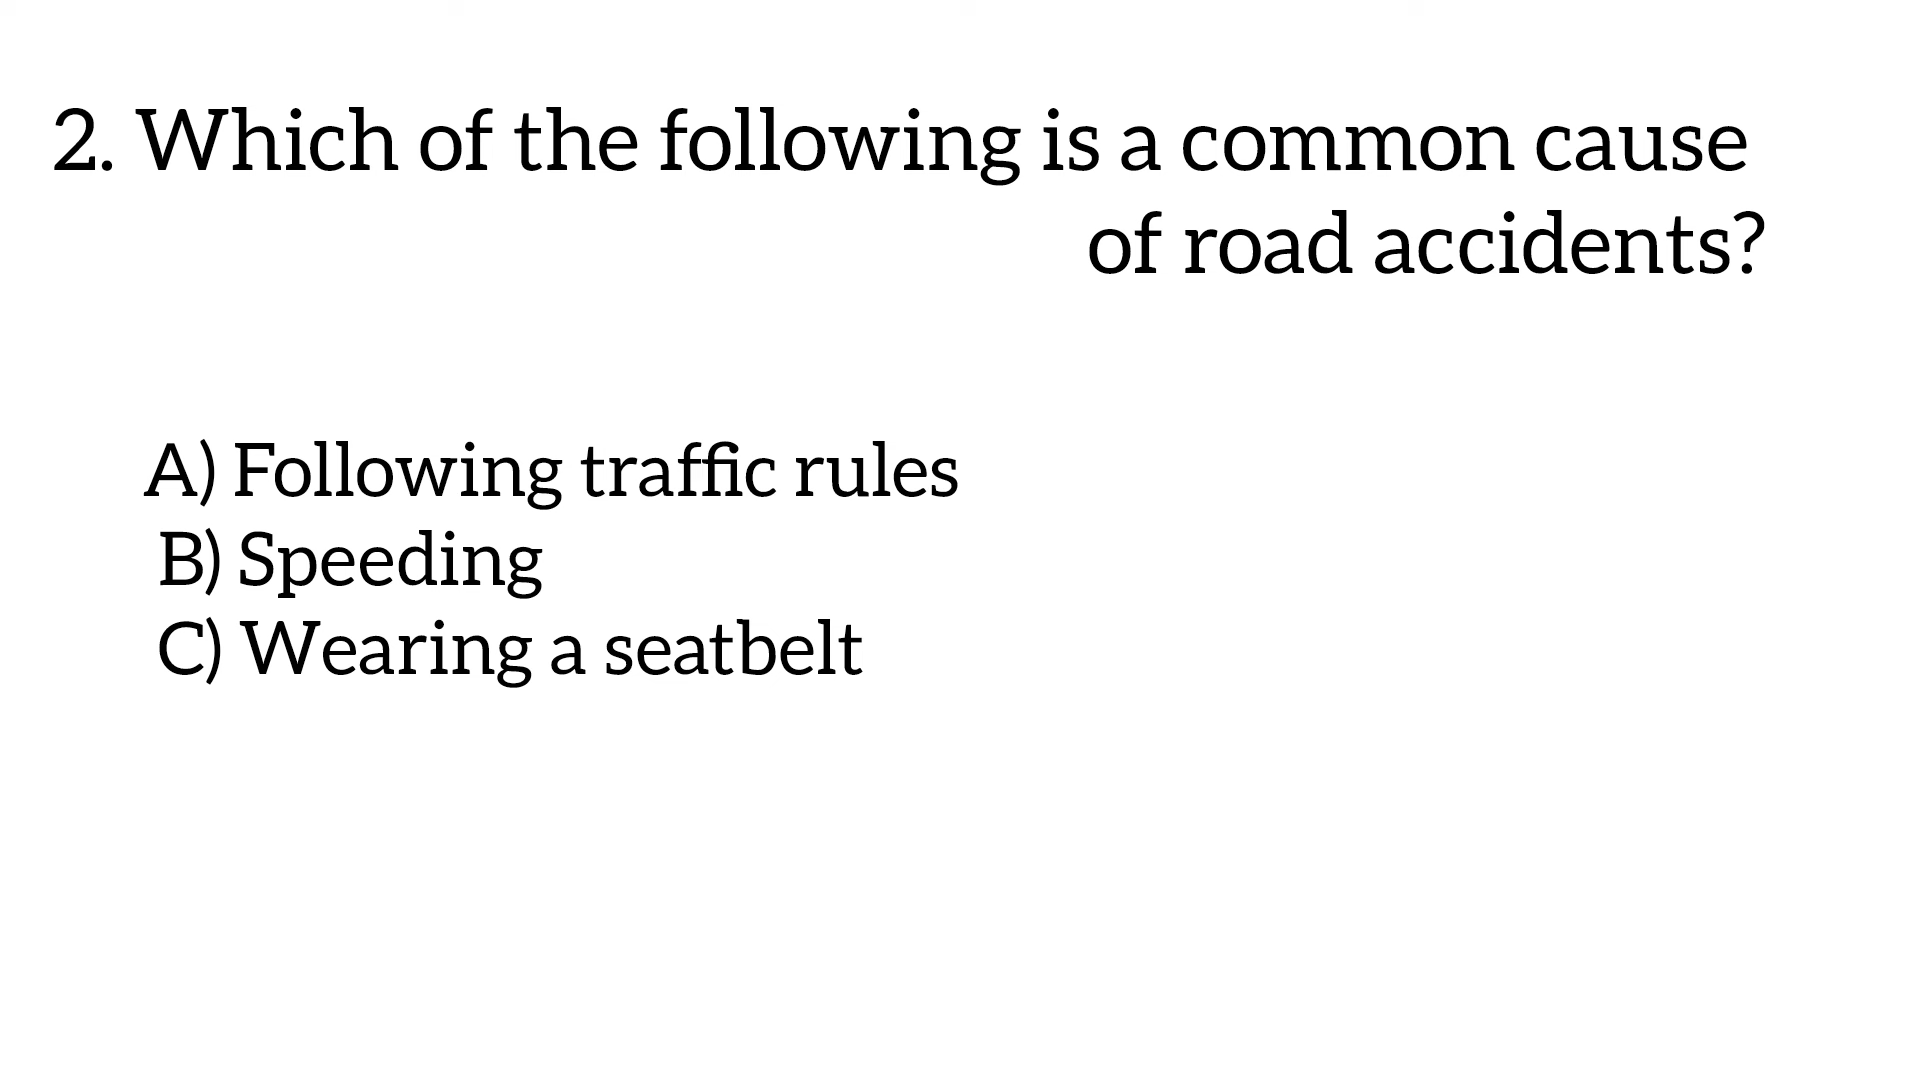 2. Which of the following is a common cause
of road accidents?
A) Following traffic rules
B) Speeding
C) Wearing a seatbelt